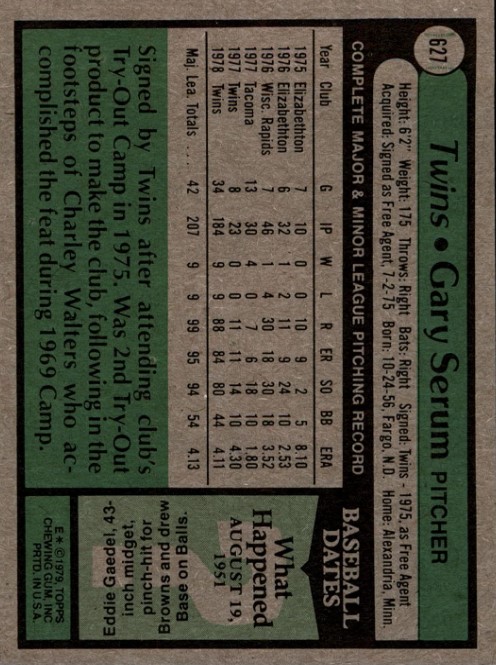 627
Twins • Gary Serum PITCHER
Height: 6'2" Weight: 175 Throws: Right Bats: Right Signed: Twins - 1975, as Free Agent
Acquired: Signed as Free Agent, 7-2-75 Born: 10-24-56, Fargo, N.D. Home: Alexandria, Minn.
COMPLETE MAJOR & MINOR LEAGUE PITCHING RECORD
Year Club G IP W L R ER SO BB ERA
1975 Elizabethton 7 10 0 0 10 9 2 5 8.10
1976 Elizabethton 6 32 1 2 11 9 24 10 2.53
1976 Wisc. Rapids 7 46 1 4 30 18 30 18 3.52
1977 Tacoma 13 30 4 0 7 6 18 10 1.80
1977 Twins 8 23 0 0 11 11 14 10 4.30
1978 Twins 34 184 9 9 88 84 80 44 4.11
Maj. Lea. Totals . . . 42 207 9 9 99 95 94 54 4.13
Signed by Twins after attending club's
Try-Out Camp in 1975. Was 2nd Try-Out
product to make the club, following in the
footsteps of Charley Walters who ac-
complished the feat during 1969 Camp.
BASEBALL
DATES
What
Happened
AUGUST 19,
1951
?
Eddie Gaedel, 43-
inch midget,
pinch-hit for
Browns and drew
Base on Balls.
E * © 1979, TOPPS
CHEWING GUM, INC
PRTD. IN U.S.A.